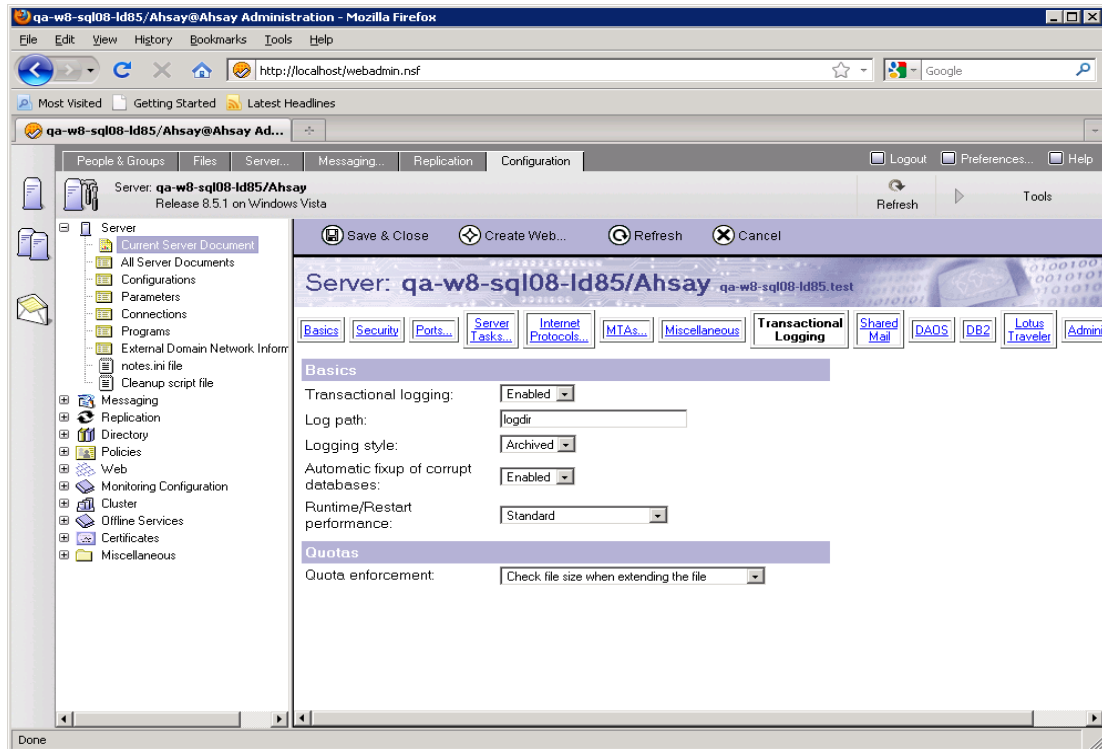 qa-w8-sql08-ld85/Ahsay@Ahsay Administration - Mozilla Firefox
File Edit View History Bookmarks Tools Help
http://localhost/webadmin.nsf
Google
Most Visited Getting Started Latest Headlines
qa-w8-sql08-ld85/Ahsay@Ahsay Ad...
People & Groups Files Server... Messaging... Replication Configuration Logout Preferences... Help
Server: qa-w8-sql08-ld85/Ahsay
Release 8.5.1 on Windows Vista
Refresh Tools
Server
Current Server Document
All Server Documents
Configurations
Parameters
Connections
Programs
External Domain Network Inform
notes.ini file
Cleanup script file
Messaging
Replication
Directory
Policies
Web
Monitoring Configuration
Cluster
Offline Services
Certificates
Miscellaneous
Save & Close Create Web... Refresh Cancel
Server: qa-w8-sql08-ld85/Ahsay qa-w8-sql08-ld85.test
Basics Security Ports... Server Tasks... Internet Protocols... MTAs... Miscellaneous Transactional Logging Shared Mail DAOS DB2 Lotus Traveler Admini
Basics
Transactional logging: Enabled
Log path: logdir
Logging style: Archived
Automatic fixup of corrupt databases: Enabled
Runtime/Restart performance: Standard
Quotas
Quota enforcement: Check file size when extending the file
Done